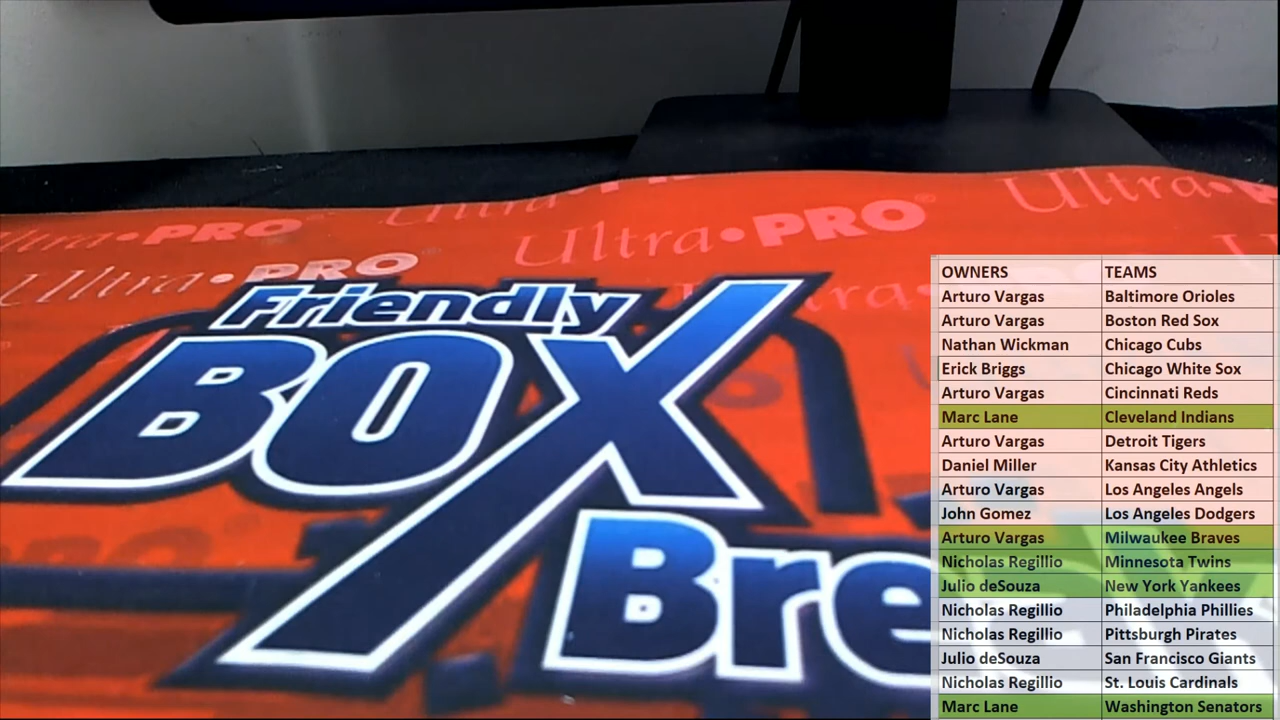 Ultra•PRO®
Ultra
Ultra•PRO®
Ultra•P
Ultra•PRO
Friendly
BOX
Bre
OWNERS TEAMS
Arturo Vargas Baltimore Orioles
Arturo Vargas Boston Red Sox
Nathan Wickman Chicago Cubs
Erick Briggs Chicago White Sox
Arturo Vargas Cincinnati Reds
Marc Lane Cleveland Indians
Arturo Vargas Detroit Tigers
Daniel Miller Kansas City Athletics
Arturo Vargas Los Angeles Angels
John Gomez Los Angeles Dodgers
Arturo Vargas Milwaukee Braves
Nicholas Regillio Minnesota Twins
Julio deSouza New York Yankees
Nicholas Regillio Philadelphia Phillies
Nicholas Regillio Pittsburgh Pirates
Julio deSouza San Francisco Giants
Nicholas Regillio St. Louis Cardinals
Marc Lane Washington Senators